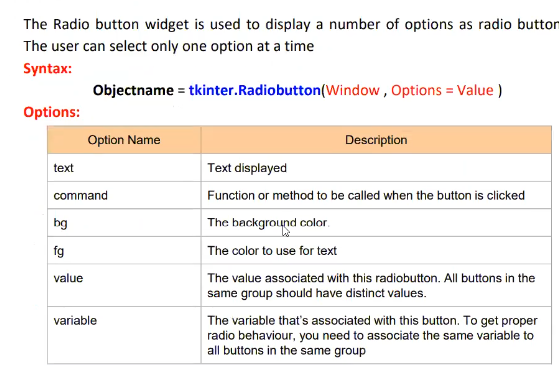 The Radio button widget is used to display a number of options as radio button
The user can select only one option at a time
Syntax:
Objectname = tkinter.Radiobutton(Window , Options = Value )
Options:
Option Name Description
text Text displayed
command Function or method to be called when the button is clicked
bg The background color.
fg The color to use for text
value The value associated with this radiobutton. All buttons in the
same group should have distinct values.
variable The variable that's associated with this button. To get proper
radio behaviour, you need to associate the same variable to
all buttons in the same group